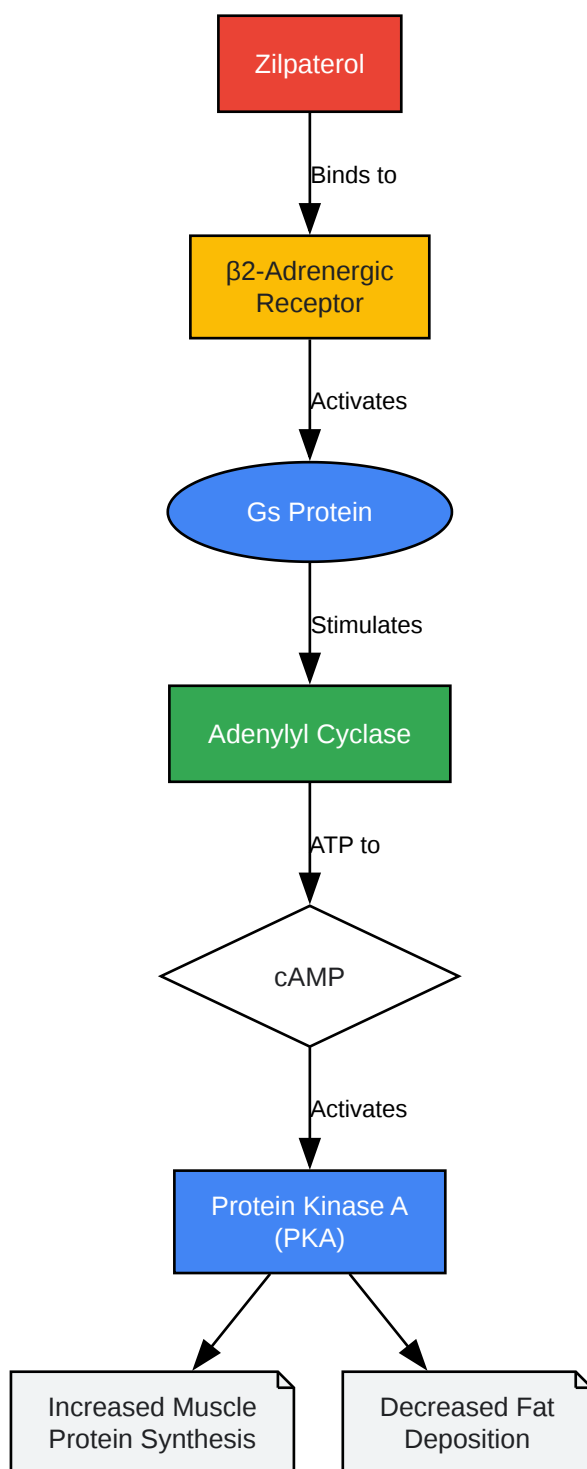 Zilpaterol
Binds to
β2-Adrenergic
Receptor
Activates
Gs Protein
Stimulates
Adenylyl Cyclase
ATP to
cAMP
Activates
Protein Kinase A
(PKA)
Increased Muscle
Protein Synthesis
Decreased Fat
Deposition